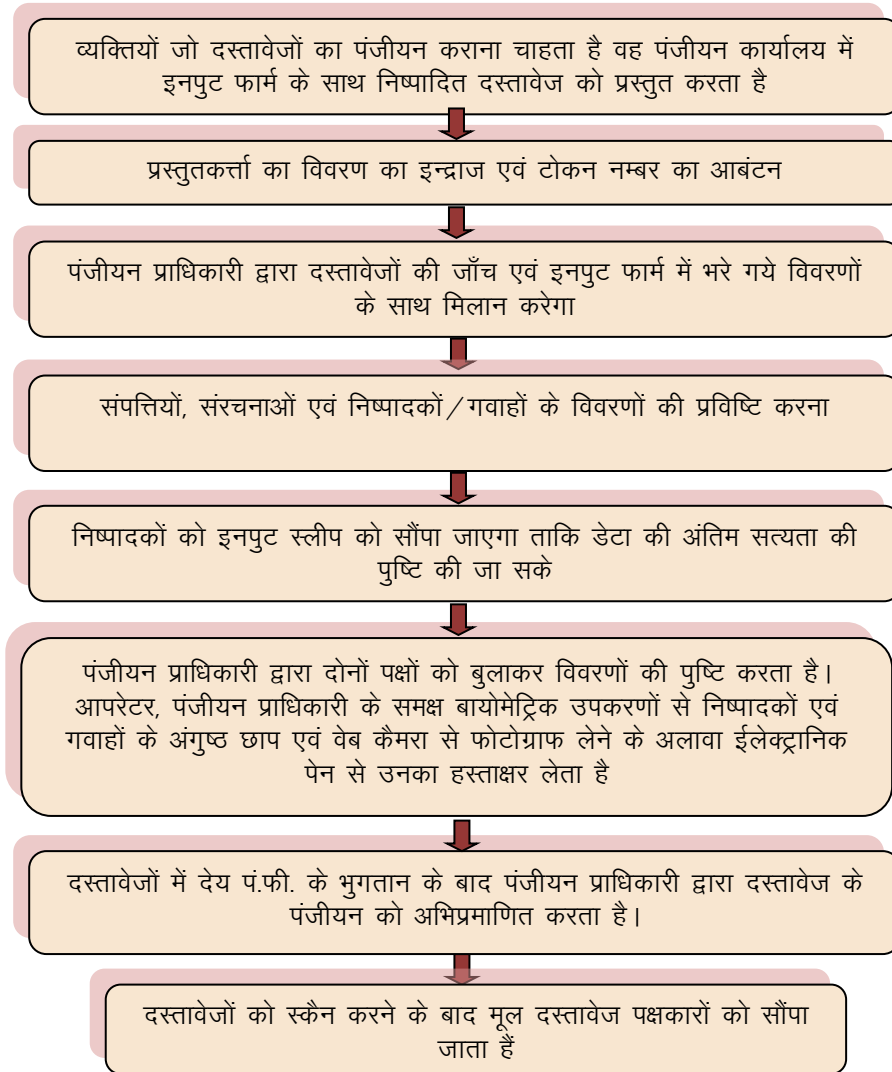 व्यक्तियों जो दस्तावेजों का पंजीयन कराना चाहता है वह पंजीयन कार्यालय में
इनपुट फार्म के साथ निष्पादित दस्तावेज को प्रस्तुत करता है
प्रस्तुतकर्त्ता का विवरण का इन्द्राज एवं टोकन नम्बर का आबंटन
पंजीयन प्राधिकारी द्वारा दस्तावेजों की जाँच एवं इनपुट फार्म में भरे गये विवरणों
के साथ मिलान करेगा
संपत्तियों, संरचनाओं एवं निष्पादकों/गवाहों के विवरणों की प्रविष्टि करना
निष्पादकों को इनपुट स्लीप को सौंपा जाएगा ताकि डेटा की अंतिम सत्यता की
पुष्टि की जा सके
पंजीयन प्राधिकारी द्वारा दोनों पक्षों को बुलाकर विवरणों की पुष्टि करता है।
आपरेटर, पंजीयन प्राधिकारी के समक्ष बायोमेट्रिक उपकरणों से निष्पादकों एवं
गवाहों के अंगुष्ठ छाप एवं वेब कैमरा से फोटोग्राफ लेने के अलावा ईलेक्ट्रानिक
पेन से उनका हस्ताक्षर लेता है
दस्तावेजों में देय पं.फी. के भुगतान के बाद पंजीयन प्राधिकारी द्वारा दस्तावेज के
पंजीयन को अभिप्रमाणित करता है।
दस्तावेजों को स्कैन करने के बाद मूल दस्तावेज पक्षकारों को सौंपा
जाता हैं